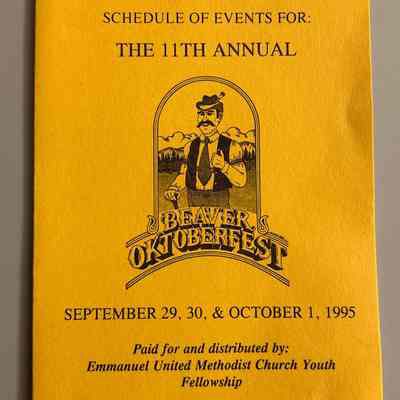 SCHEDULE OF EVENTS FOR:
THE 11TH ANNUAL
BEAVER
OKTOBERFEST
SEPTEMBER 29, 30, & OCTOBER 1, 1995
Paid for and distributed by:
Emmanuel United Methodist Church Youth
Fellowship